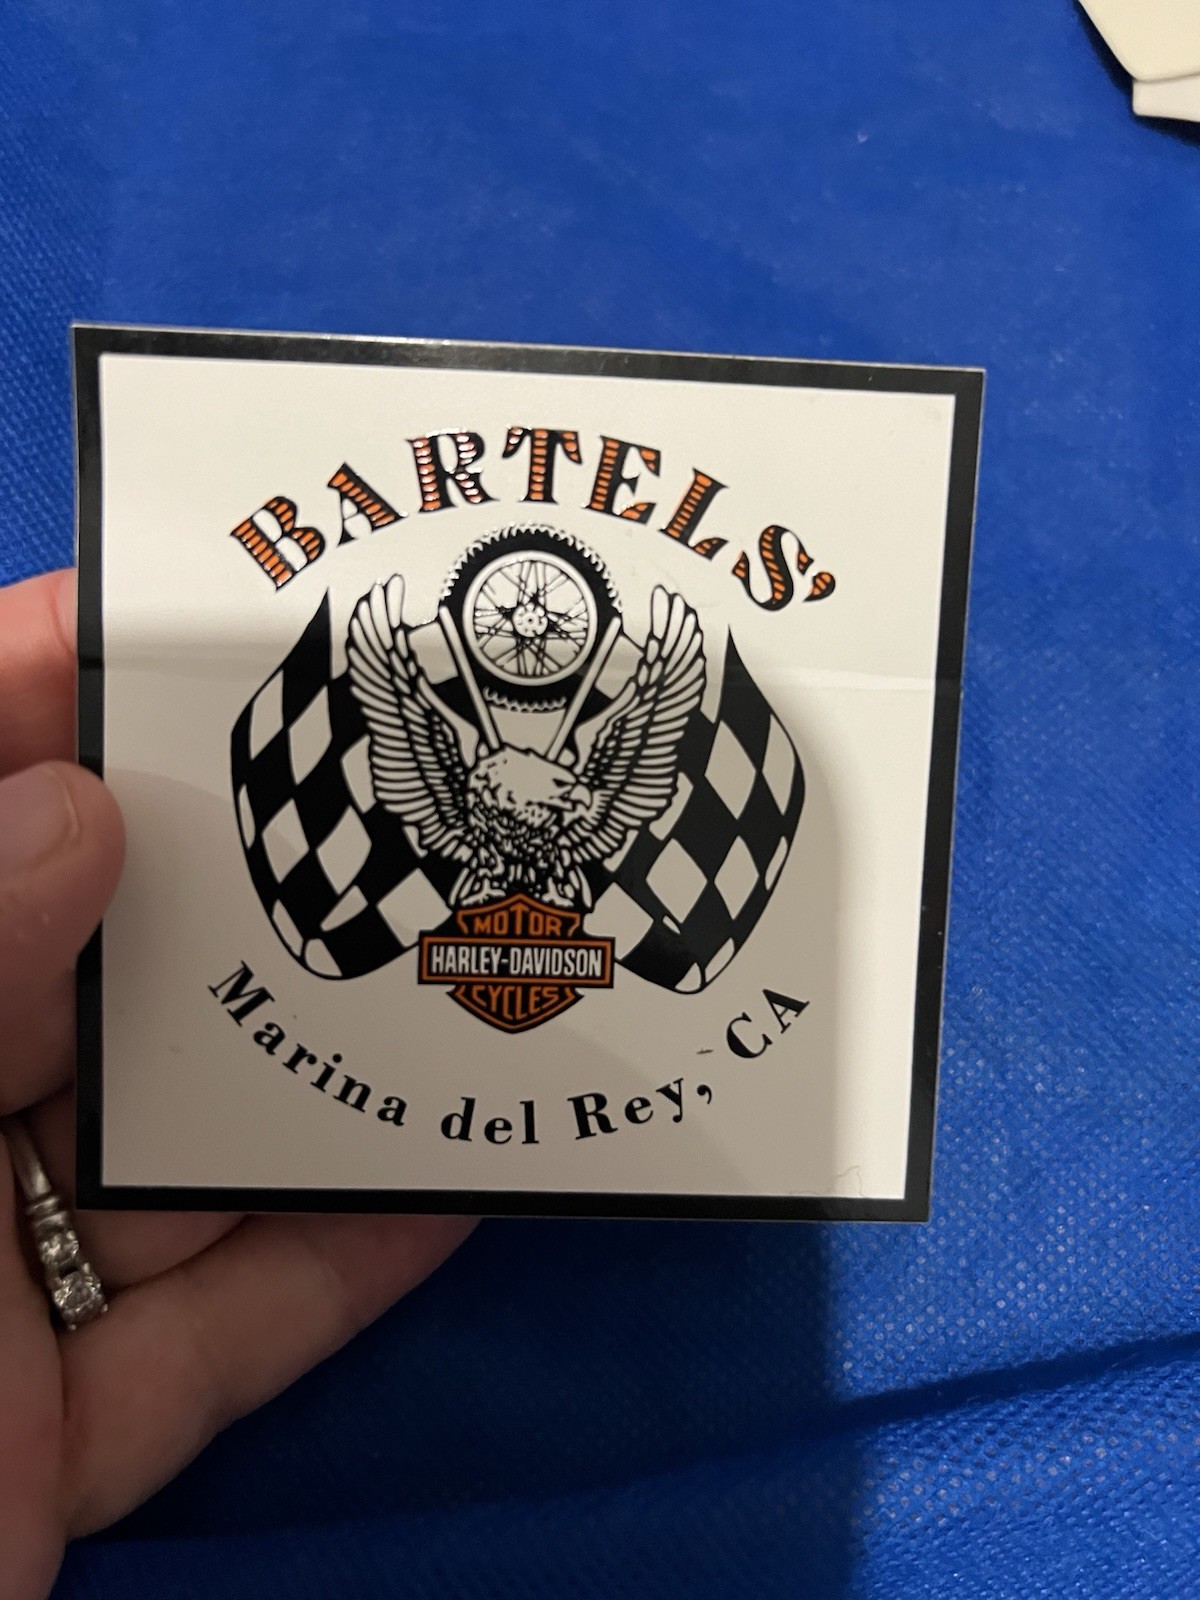 BARTELS'
MOTOR
HARLEY-DAVIDSON
CYCLES
Marina del Rey, CA